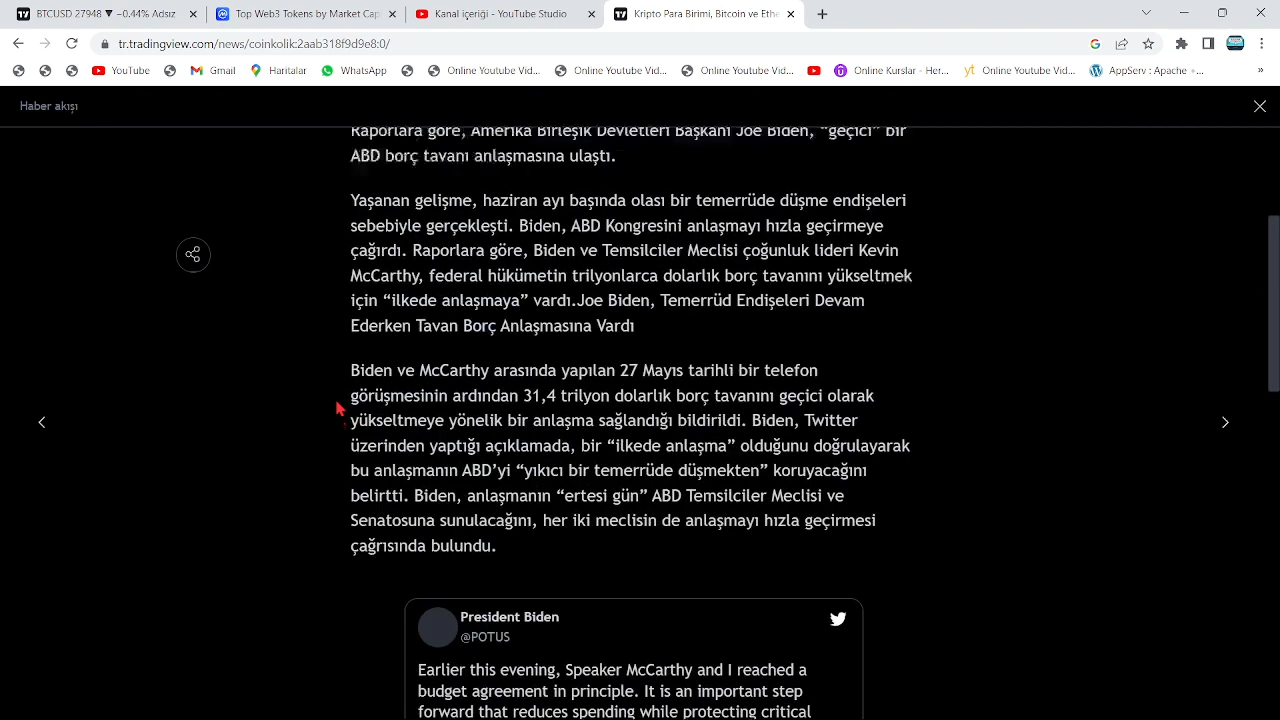 BTCUSD 27948 ▼ −0.44% Adsız
Top Web3 Tokens by Market Cap
Kanal içeriği - YouTube Studio
Kripto Para Birimi, Bitcoin ve Ethe
tr.tradingview.com/news/coinkolik:2aab318f9d9e8:0/
YouTube
Gmail
Haritalar
WhatsApp
Online Youtube Vid...
Online Youtube Vid...
Online Youtube Vid...
Online Kurslar - Her...
yt Online Youtube Vid...
AppServ : Apache +...
»
Haber akışı
Raporlara göre, Amerika Birleşik Devletleri Başkanı Joe Biden, “geçici” bir
ABD borç tavanı anlaşmasına ulaştı.
Yaşanan gelişme, haziran ayı başında olası bir temerrüde düşme endişeleri
sebebiyle gerçekleşti. Biden, ABD Kongresini anlaşmayı hızla geçirmeye
çağırdı. Raporlara göre, Biden ve Temsilciler Meclisi çoğunluk lideri Kevin
McCarthy, federal hükümetin trilyonlarca dolarlık borç tavanını yükseltmek
için “ilkede anlaşmaya” vardı.Joe Biden, Temerrüd Endişeleri Devam
Ederken Tavan Borç Anlaşmasına Vardı
Biden ve McCarthy arasında yapılan 27 Mayıs tarihli bir telefon
görüşmesinin ardından 31,4 trilyon dolarlık borç tavanını geçici olarak
yükseltmeye yönelik bir anlaşma sağlandığı bildirildi. Biden, Twitter
üzerinden yaptığı açıklamada, bir “ilkede anlaşma” olduğunu doğrulayarak
bu anlaşmanın ABD’yi “yıkıcı bir temerrüde düşmekten” koruyacağını
belirtti. Biden, anlaşmanın “ertesi gün” ABD Temsilciler Meclisi ve
Senatosuna sunulacağını, her iki meclisin de anlaşmayı hızla geçirmesi
çağrısında bulundu.
President Biden
@POTUS
Earlier this evening, Speaker McCarthy and I reached a
budget agreement in principle. It is an important step
forward that reduces spending while protecting critical